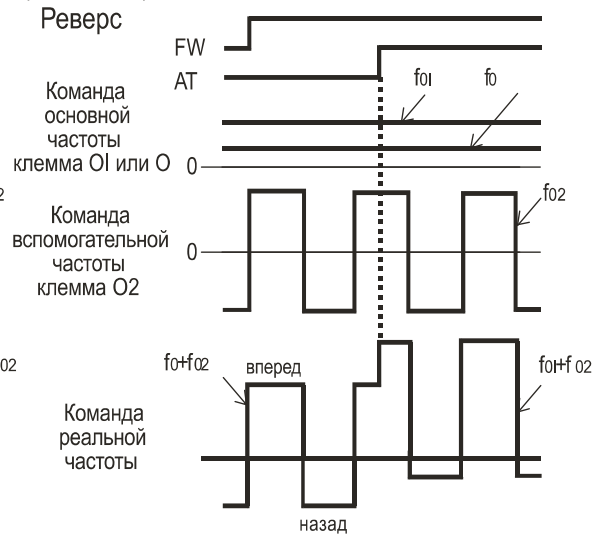 Реверс
FW
AT
Команда
основной
частоты
клемма OI или O
0
fOI
fO
2
Команда
вспомогательной
частоты
клемма O2
0
fO2
02
fO+fO2
вперед
fOI+f O2
Команда
реальной
частоты
назад